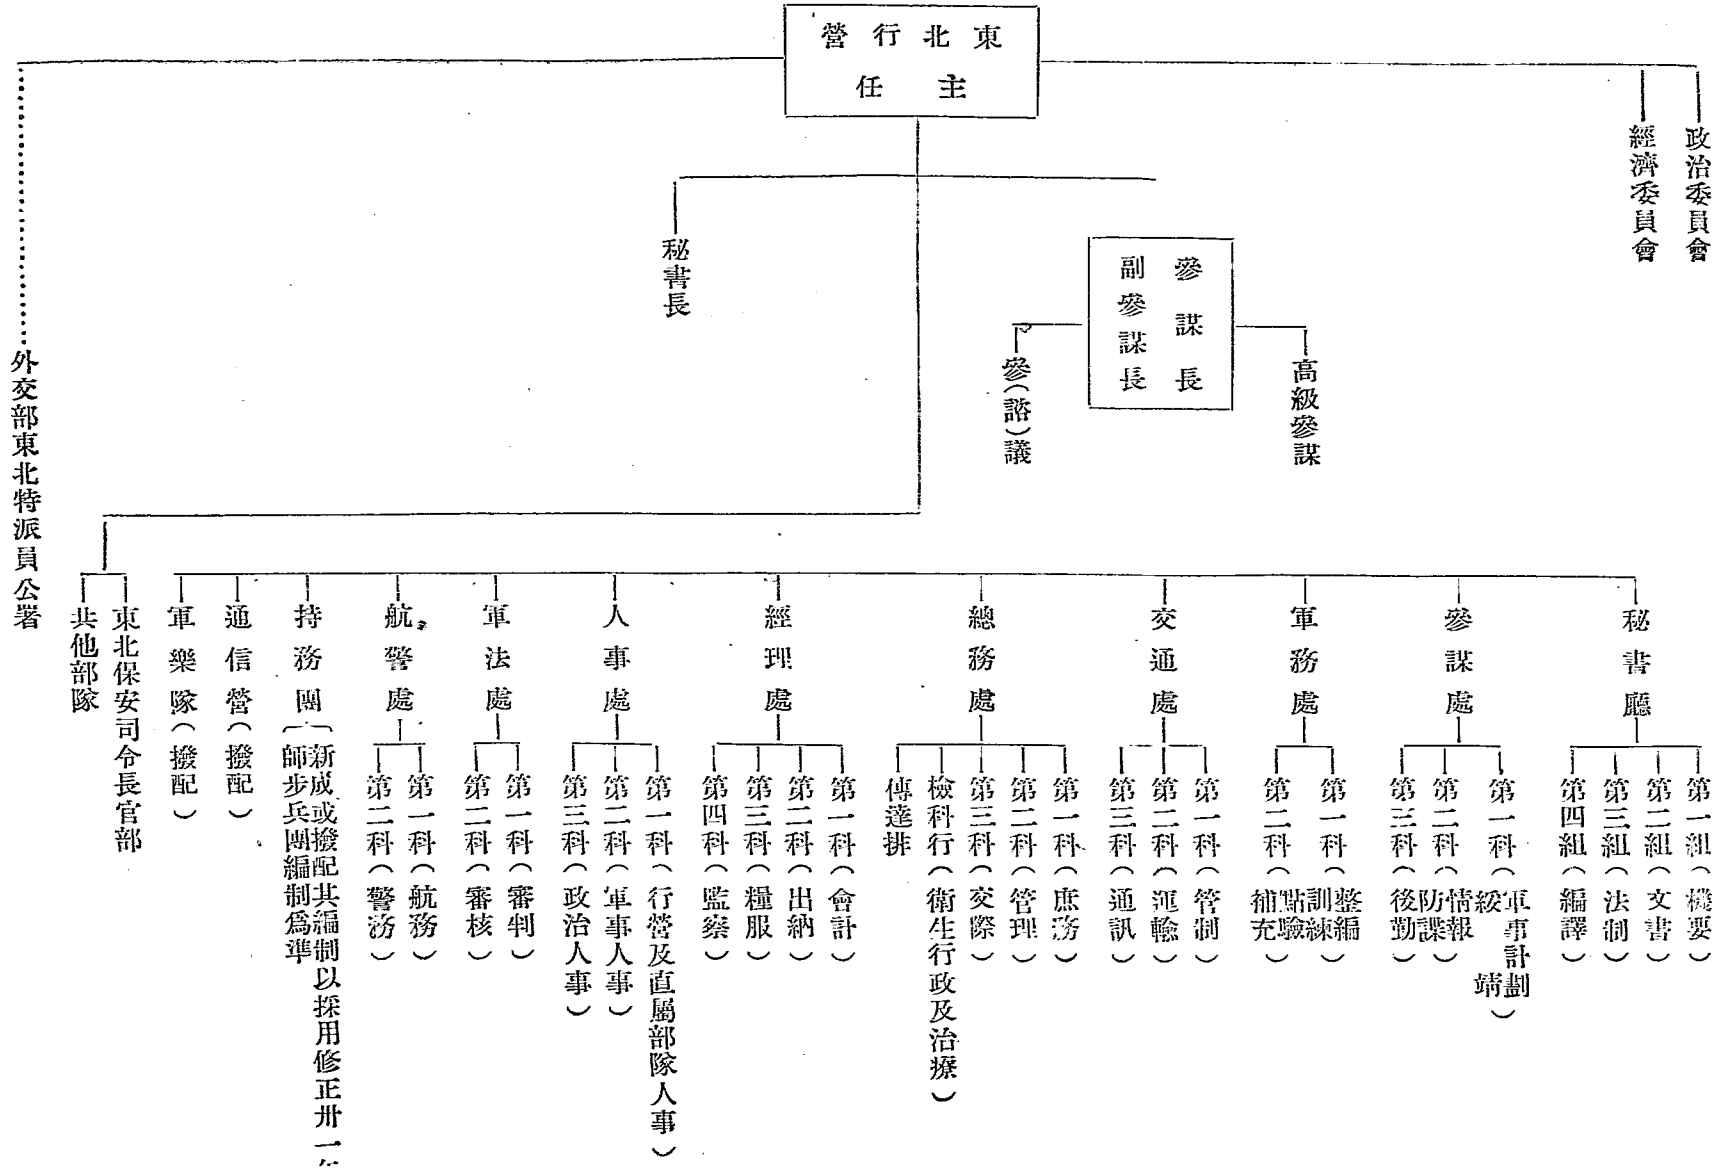 東北行營
主任
政治委員會
經濟委員會
秘書長
參謀長
副參謀長
高級參謀
參(諮)議
外交部東北特派員公署
秘書廳
第一組(機要)
第二組(文書)
第三組(法制)
第四組(編譯)
參謀處
第一科(軍事計劃
綏靖)
第二科(情報
防諜)
第三科(後勤)
軍務處
第一科(整編
訓練)
第二科(點驗
補充)
交通處
第一科(管制)
第二科(運輸)
第三科(通訊)
總務處
第一科(庶務)
第二科(管理)
第三科(交際)
檢科行(衛生行政及治療)
傳達排
經理處
第一科(會計)
第二科(出納)
第三科(糧服)
第四科(監察)
人事處
第一科(行營及直屬部隊人事)
第二科(軍事人事)
第三科(政治人事)
軍法處
第一科(審判)
第二科(審核)
航警處
第一科(航務)
第二科(警務)
持務團
新成或撥配其編制以採用修正卅一
師步兵團編制爲準
通信營(撥配)
軍樂隊(撥配)
東北保安司令長官部
共他部隊